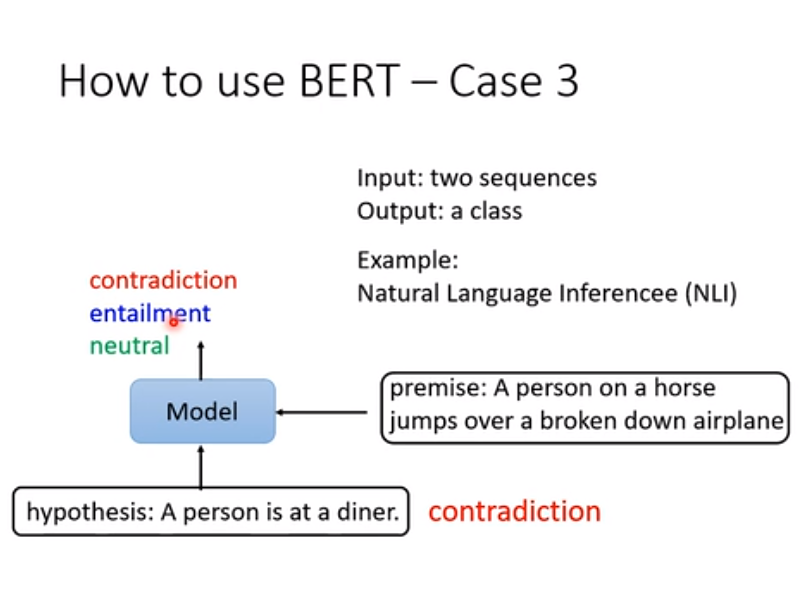 How to use BERT – Case 3
Input: two sequences
Output: a class
Example:
Natural Language Inferencee (NLI)
contradiction
entailment
neutral
Model
premise: A person on a horse
jumps over a broken down airplane
hypothesis: A person is at a diner.
contradiction